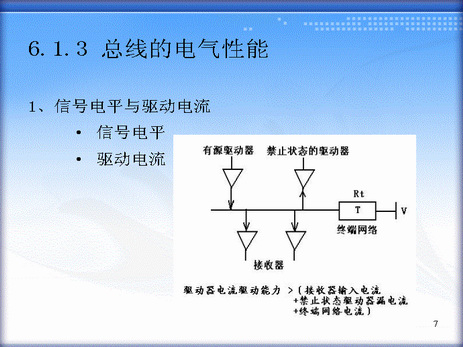 6.1.3 总线的电气性能
1、信号电平与驱动电流
• 信号电平
• 驱动电流
有源驱动器 禁止状态的驱动器
Rt
T
V
终端网络
接收器
驱动器电流驱动能力 >(接收器输入电流
+禁止状态驱动器漏电流
+终端网络电流)
7